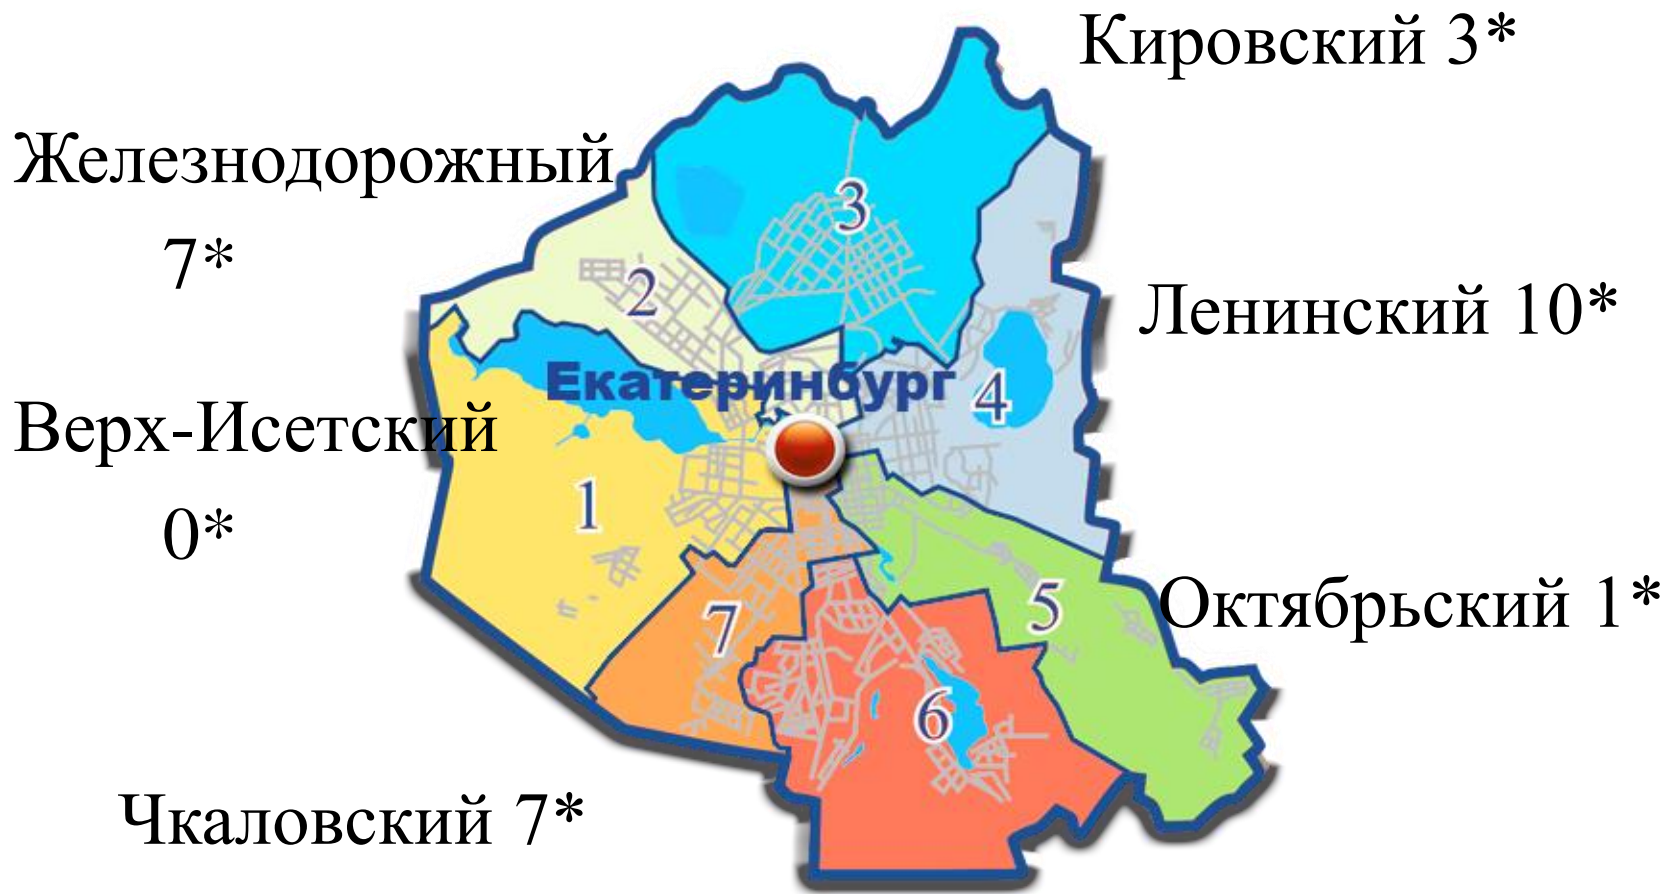 Кировский 3*
Железнодорожный
7*
3
2
Ленинский 10*
Екатеринбург
4
Верх-Исетский
0*
1
5
Октябрьский 1*
7
6
Чкаловский 7*